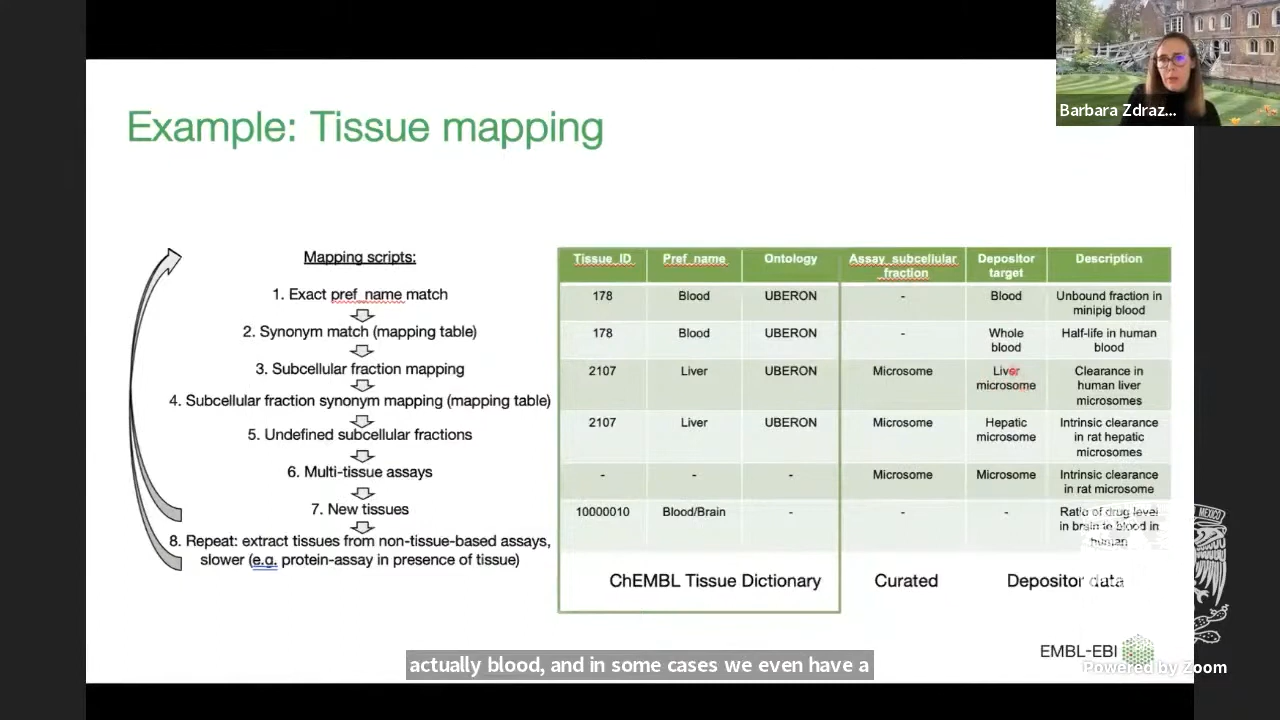 Barbara Zdraz...
Example: Tissue mapping
Mapping scripts:
1. Exact pref_name match
2. Synonym match (mapping table)
3. Subcellular fraction mapping
4. Subcellular fraction synonym mapping (mapping table)
5. Undefined subcellular fractions
6. Multi-tissue assays
7. New tissues
8. Repeat: extract tissues from non-tissue-based assays,
slower (e.g. protein-assay in presence of tissue)
Tissue_ID Pref_name Ontology Assay_subcellular Depositor Description
fraction target
178 Blood UBERON - Blood Unbound fraction in
minipig blood
178 Blood UBERON - Whole Half-life in human
blood blood
2107 Liver UBERON Microsome Liver Clearance in
microsome human liver
microsomes
2107 Liver UBERON Microsome Hepatic Intrinsic clearance
microsome in rat hepatic
microsomes
- - - Microsome Microsome Intrinsic clearance
in rat microsome
10000010 Blood/Brain - - - Ratio of drug level
in brain to blood in
human
ChEMBL Tissue Dictionary Curated Depositor data
EMBL-EBI
Powered by Zoom
actually blood, and in some cases we even have a